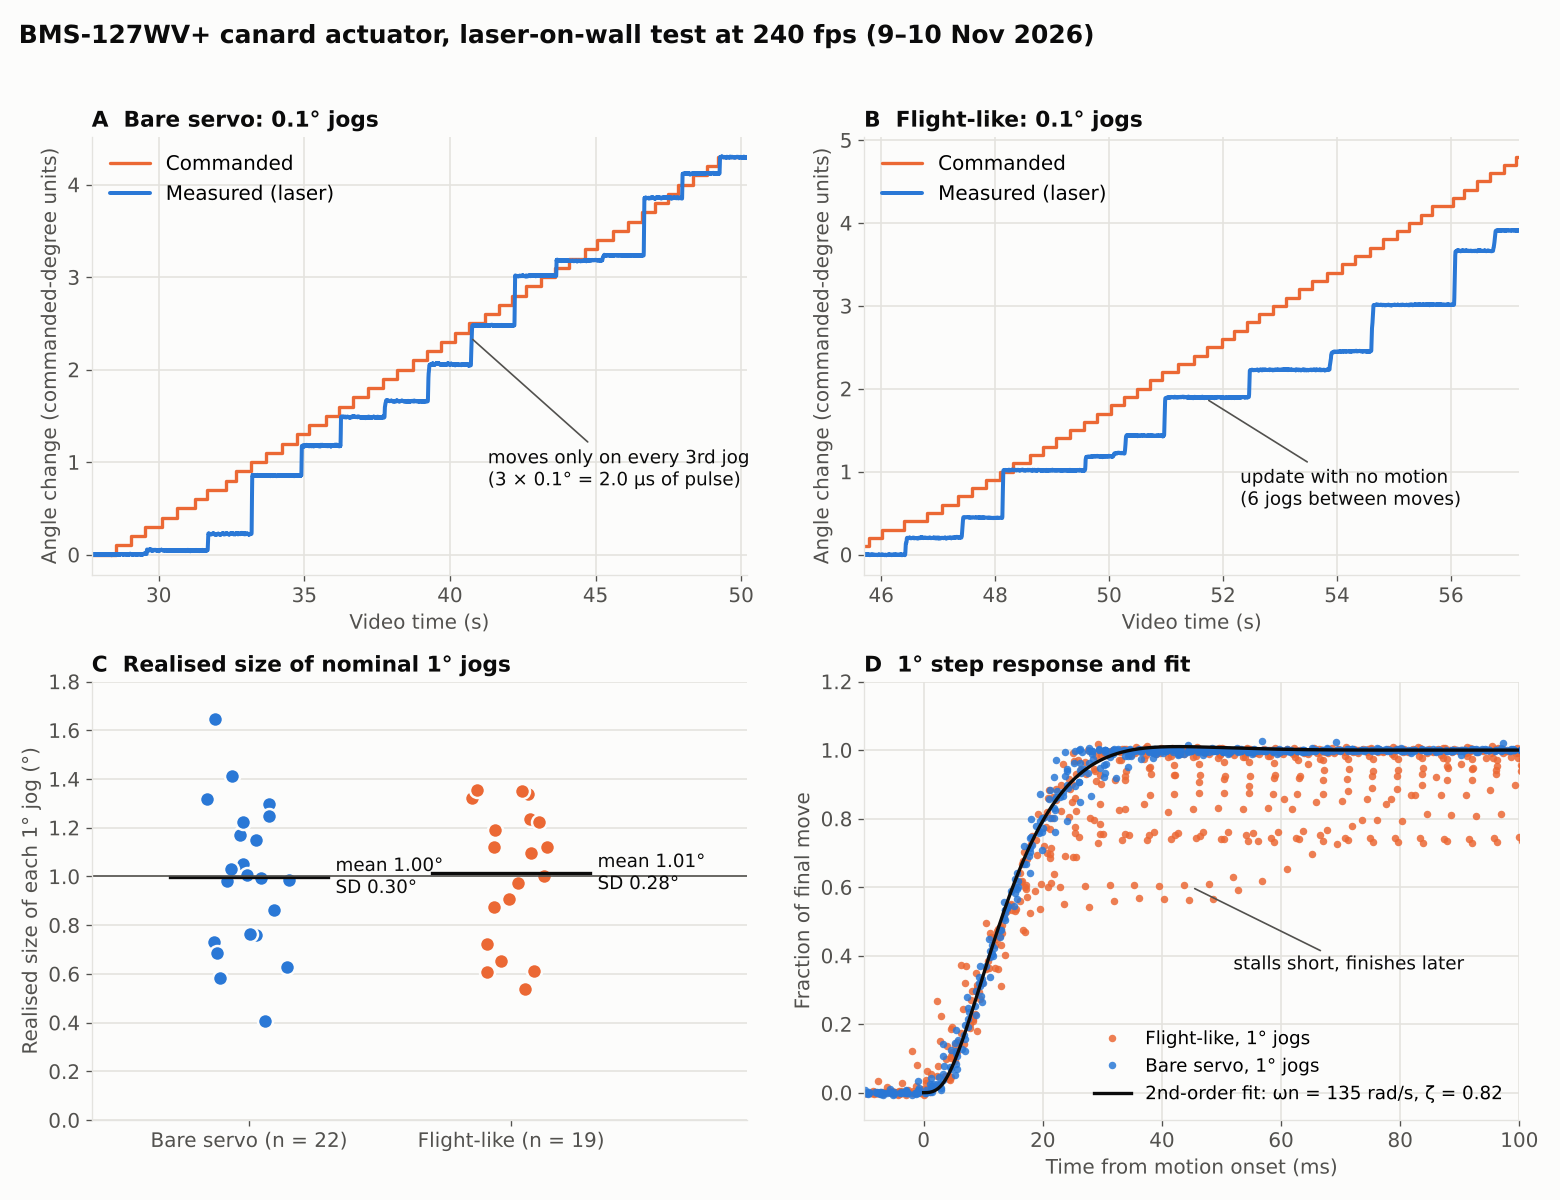 BMS-127WV+ canard actuator, laser-on-wall test at 240 fps (9–10 Nov 2026)
A Bare servo: 0.1° jogs
Commanded
Measured (laser)
moves only on every 3rd jog
(3 × 0.1° = 2.0 µs of pulse)
Angle change (commanded-degree units)
4
3
2
1
0
30 35 40 45 50
Video time (s)
B Flight-like: 0.1° jogs
Commanded
Measured (laser)
update with no motion
(6 jogs between moves)
Angle change (commanded-degree units)
5
4
3
2
1
0
46 48 50 52 54 56
Video time (s)
C Realised size of nominal 1° jogs
mean 1.00°
SD 0.30°
mean 1.01°
SD 0.28°
Realised size of each 1° jog (°)
1.8
1.6
1.4
1.2
1.0
0.8
0.6
0.4
0.2
0.0
Bare servo (n = 22) Flight-like (n = 19)
D 1° step response and fit
stalls short, finishes later
Flight-like, 1° jogs
Bare servo, 1° jogs
2nd-order fit: ωn = 135 rad/s, ζ = 0.82
Fraction of final move
1.2
1.0
0.8
0.6
0.4
0.2
0.0
0 20 40 60 80 100
Time from motion onset (ms)